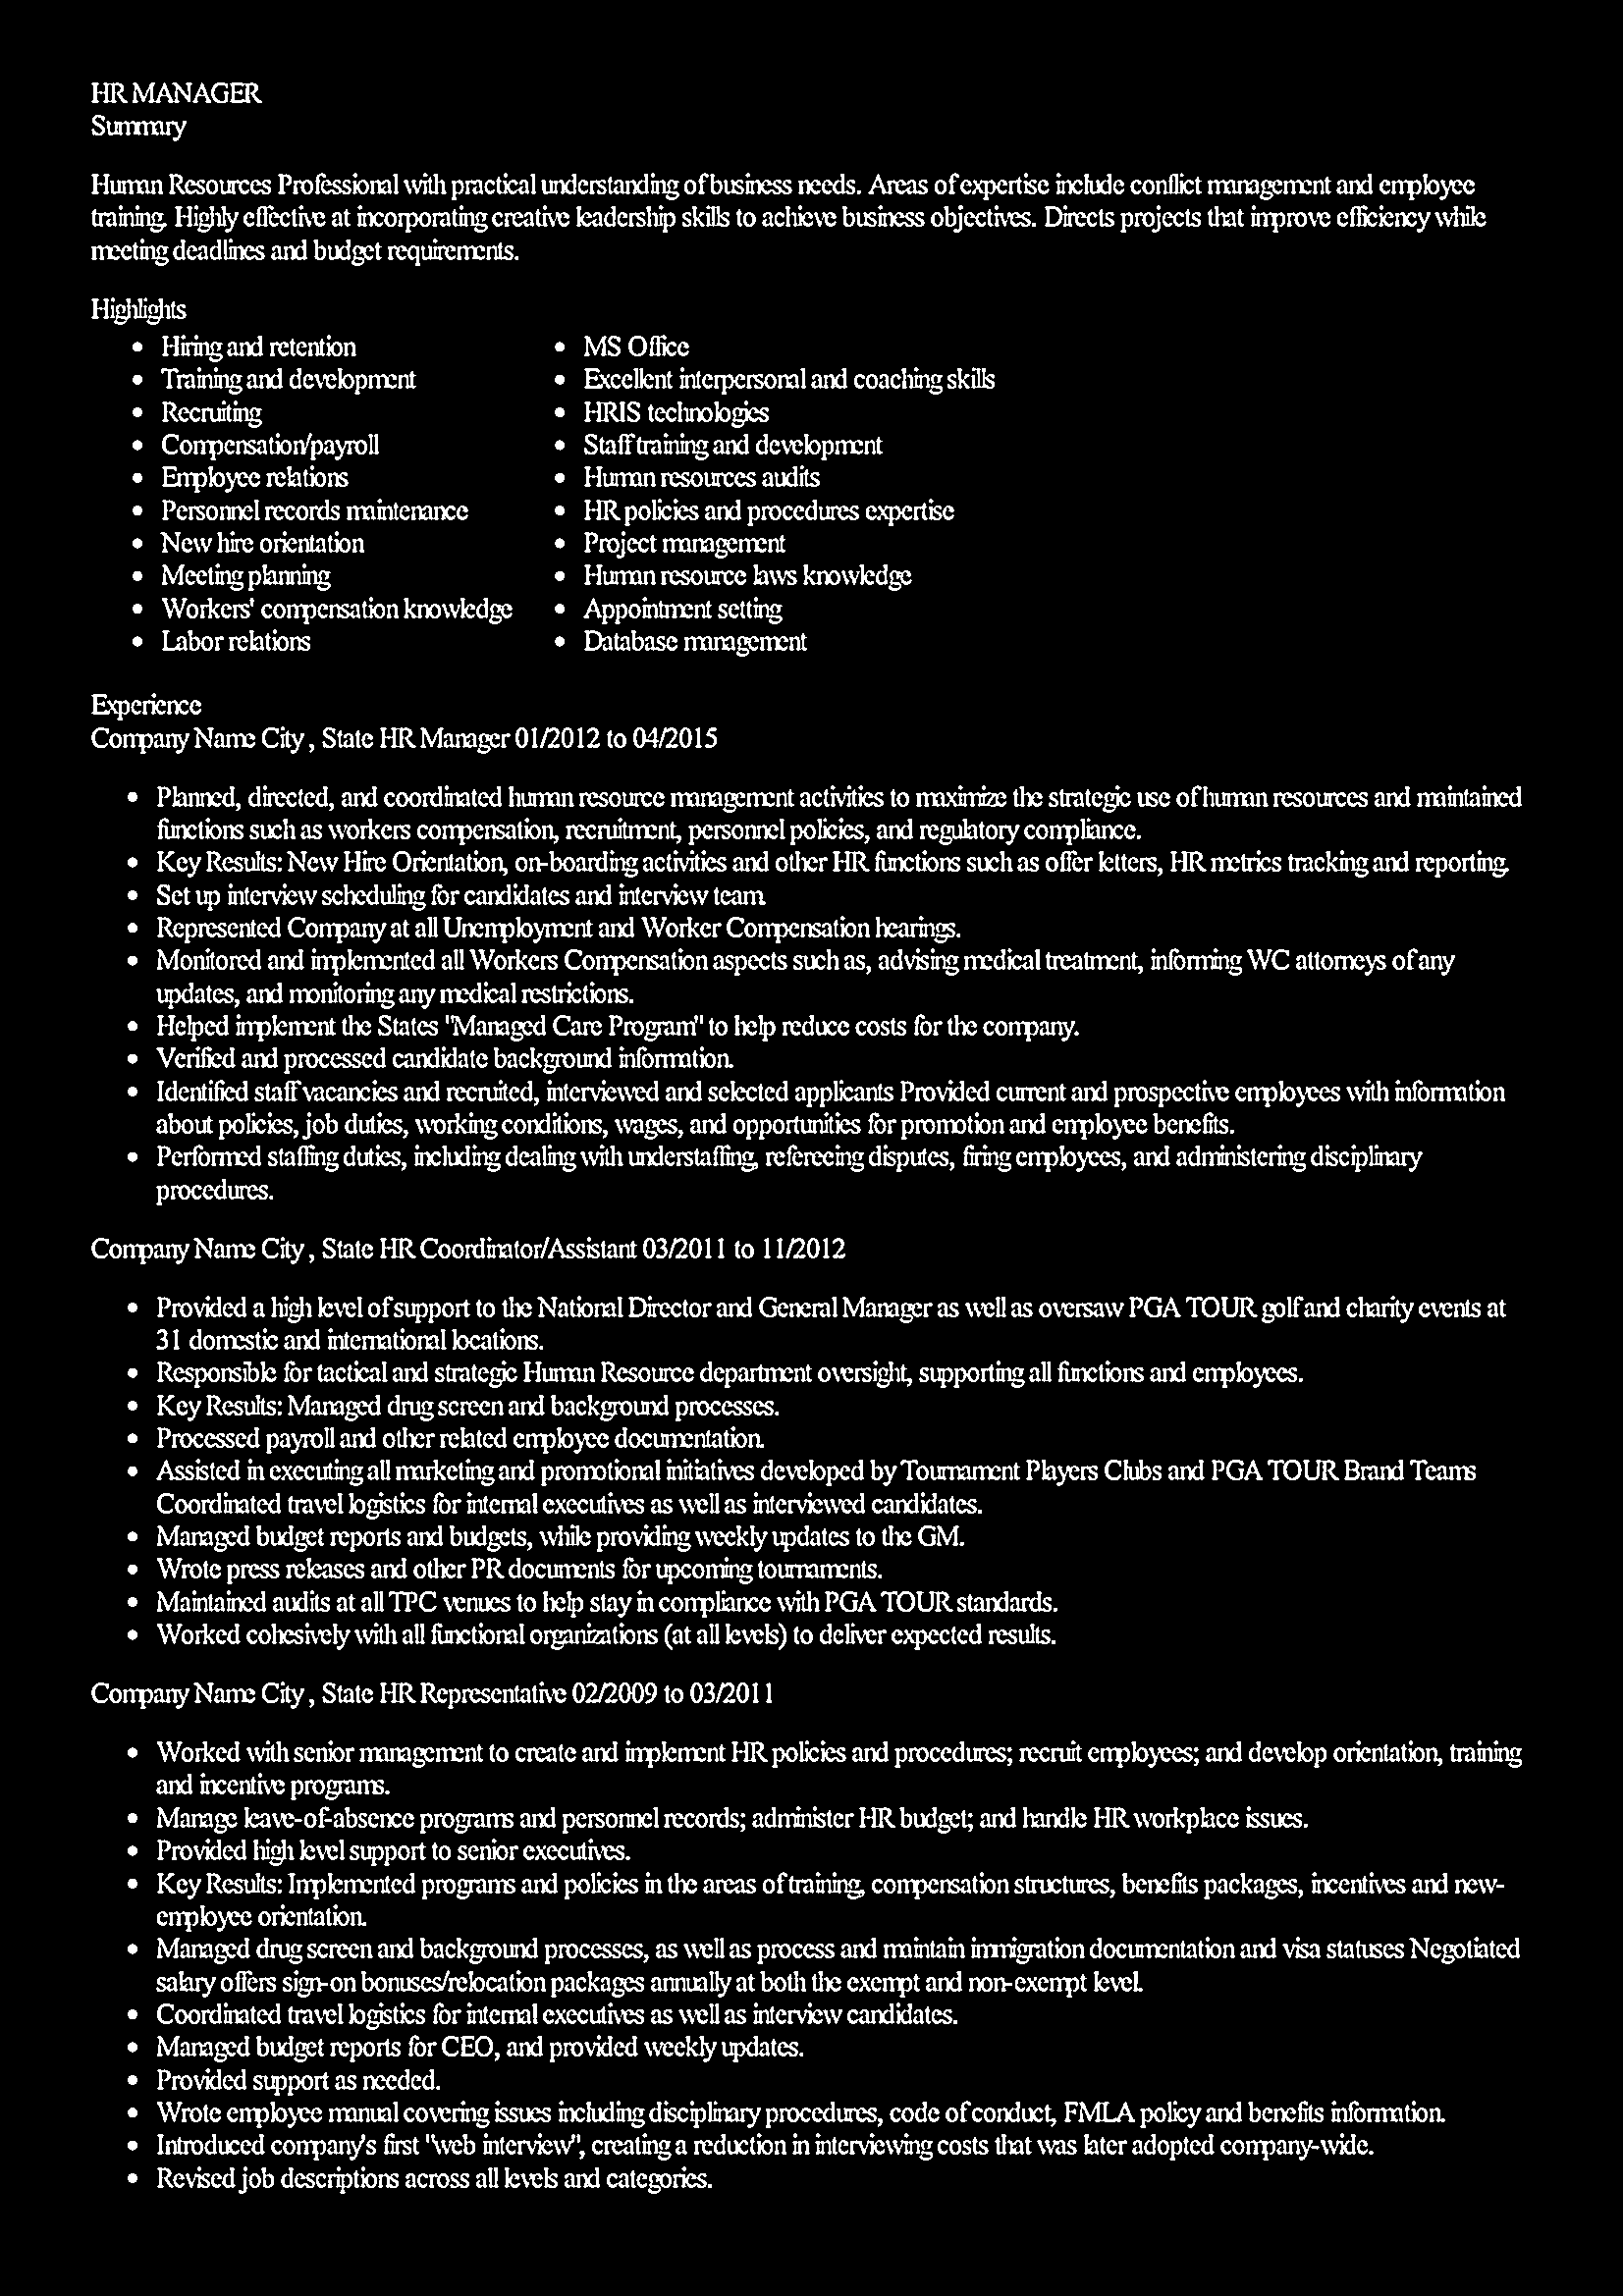 HR MANAGER
Summary
Human Resources Professional with practical understanding of business needs. Areas of expertise include conflict management and employee
training. Highly effective at incorporating creative leadership skills to achieve business objectives. Directs projects that improve efficiency while
meeting deadlines and budget requirements.
Highlights
• Hiring and retention
• Training and development
• Recruiting
• Compensation/payroll
• Employee relations
• Personnel records maintenance
• New hire orientation
• Meeting planning
• Workers' compensation knowledge
• Labor relations
• MS Office
• Excellent interpersonal and coaching skills
• HRIS technologies
• Staff training and development
• Human resources audits
• HR policies and procedures expertise
• Project management
• Human resource laws knowledge
• Appointment setting
• Database management
Experience
Company Name City , State HR Manager 01/2012 to 04/2015
• Planned, directed, and coordinated human resource management activities to maximize the strategic use of human resources and maintained
functions such as workers compensation, recruitment, personnel policies, and regulatory compliance.
• Key Results: New Hire Orientation, on-boarding activities and other HR functions such as offer letters, HR metrics tracking and reporting.
• Set up interview scheduling for candidates and interview team.
• Represented Company at all Unemployment and Worker Compensation hearings.
• Monitored and implemented all Workers Compensation aspects such as, advising medical treatment, informing WC attorneys of any
updates, and monitoring any medical restrictions.
• Helped implement the States "Managed Care Program" to help reduce costs for the company.
• Verified and processed candidate background information.
• Identified staff vacancies and recruited, interviewed and selected applicants Provided current and prospective employees with information
about policies, job duties, working conditions, wages, and opportunities for promotion and employee benefits.
• Performed staffing duties, including dealing with understaffing, refereeing disputes, firing employees, and administering disciplinary
procedures.
Company Name City , State HR Coordinator/Assistant 03/2011 to 11/2012
• Provided a high level of support to the National Director and General Manager as well as oversaw PGA TOUR golf and charity events at
31 domestic and international locations.
• Responsible for tactical and strategic Human Resource department oversight, supporting all functions and employees.
• Key Results: Managed drug screen and background processes.
• Processed payroll and other related employee documentation.
• Assisted in executing all marketing and promotional initiatives developed by Tournament Players Clubs and PGA TOUR Brand Teams
Coordinated travel logistics for internal executives as well as interviewed candidates.
• Managed budget reports and budgets, while providing weekly updates to the GM.
• Wrote press releases and other PR documents for upcoming tournaments.
• Maintained audits at all TPC venues to help stay in compliance with PGA TOUR standards.
• Worked cohesively with all functional organizations (at all levels) to deliver expected results.
Company Name City , State HR Representative 02/2009 to 03/2011
• Worked with senior management to create and implement HR policies and procedures; recruit employees; and develop orientation, training
and incentive programs.
• Manage leave-of-absence programs and personnel records; administer HR budget; and handle HR workplace issues.
• Provided high level support to senior executives.
• Key Results: Implemented programs and policies in the areas of training, compensation structures, benefits packages, incentives and new-
employee orientation.
• Managed drug screen and background processes, as well as process and maintain immigration documentation and visa statuses Negotiated
salary offers sign-on bonuses/relocation packages annually at both the exempt and non-exempt level.
• Coordinated travel logistics for internal executives as well as interview candidates.
• Managed budget reports for CEO, and provided weekly updates.
• Provided support as needed.
• Wrote employee manual covering issues including disciplinary procedures, code of conduct, FMLA policy and benefits information.
• Introduced company's first "web interview", creating a reduction in interviewing costs that was later adopted company-wide.
• Revised job descriptions across all levels and categories.